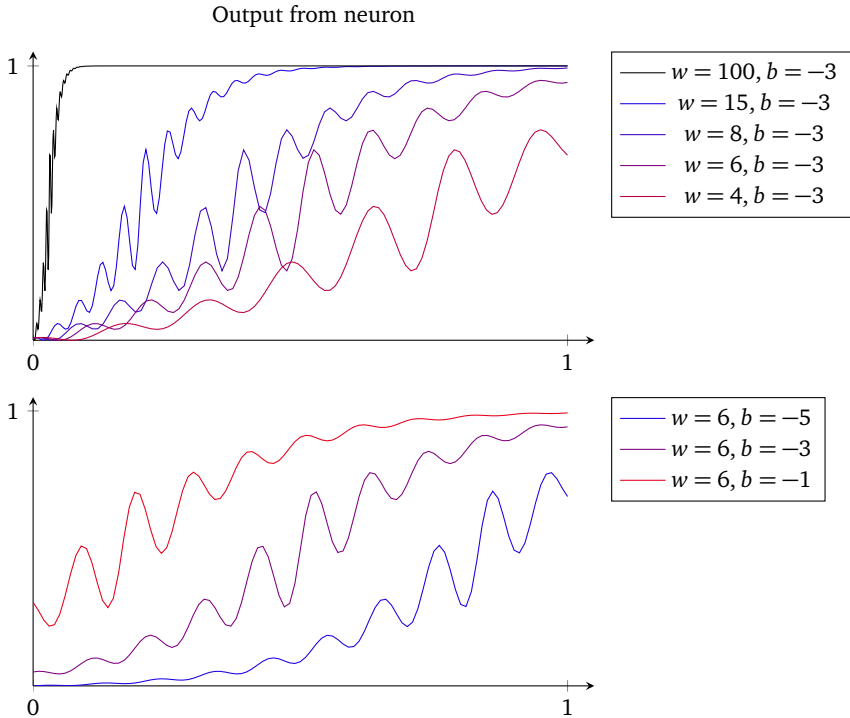 Output from neuron
1
0
1
w = 100, b = −3
w = 15, b = −3
w = 8, b = −3
w = 6, b = −3
w = 4, b = −3
1
0
1
w = 6, b = −5
w = 6, b = −3
w = 6, b = −1